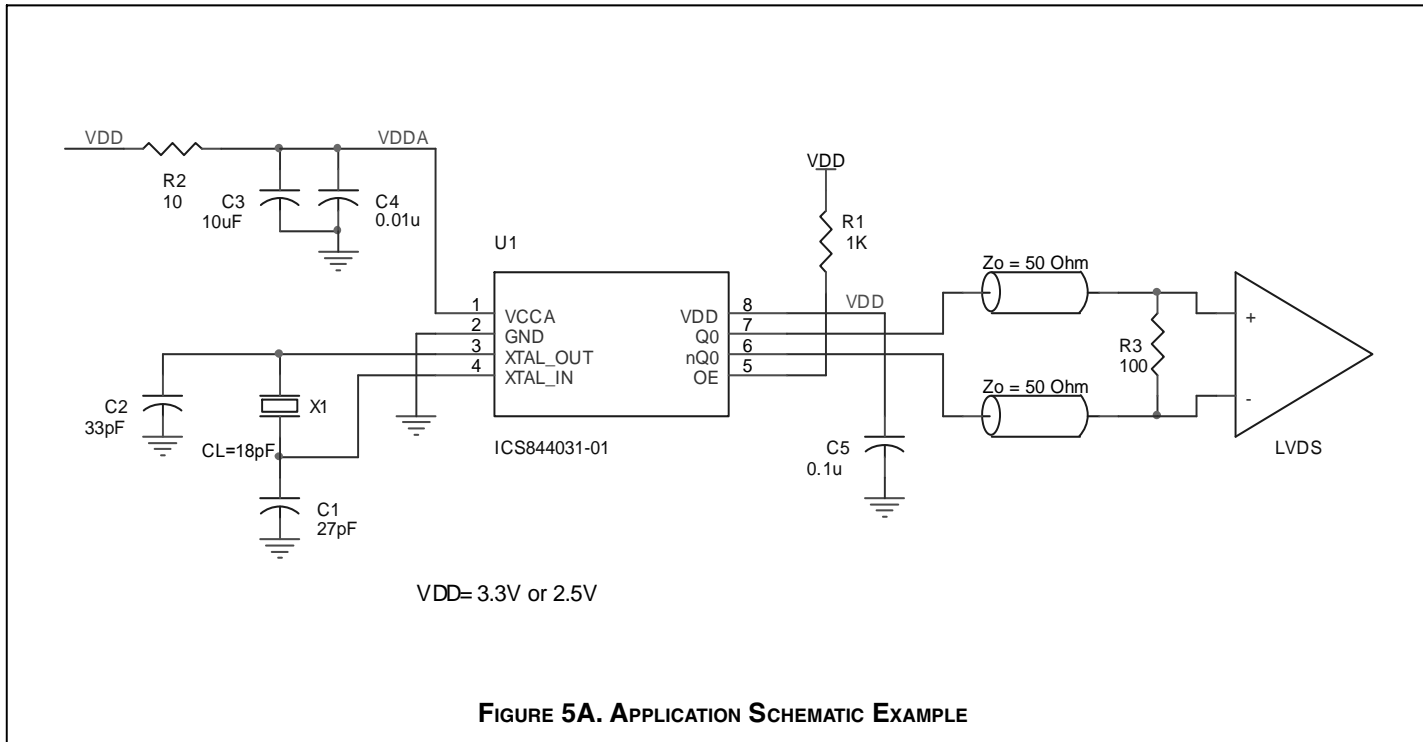 VDD
VDDA
R2
10
C3
10uF
C4
0.01u
VDD
R1
1K
U1
VDD
Zo = 50 Ohm
1
2
3
4
VCCA
GND
XTAL_OUT
XTAL_IN
VDD
Q0
nQ0
OE
8
7
6
5
+
-
R3
100
C2
33pF
X1
CL=18pF
C1
27pF
ICS844031-01
C5
0.1u
Zo = 50 Ohm
LVDS
VDD= 3.3V or 2.5V
FIGURE 5A. APPLICATION SCHEMATIC EXAMPLE